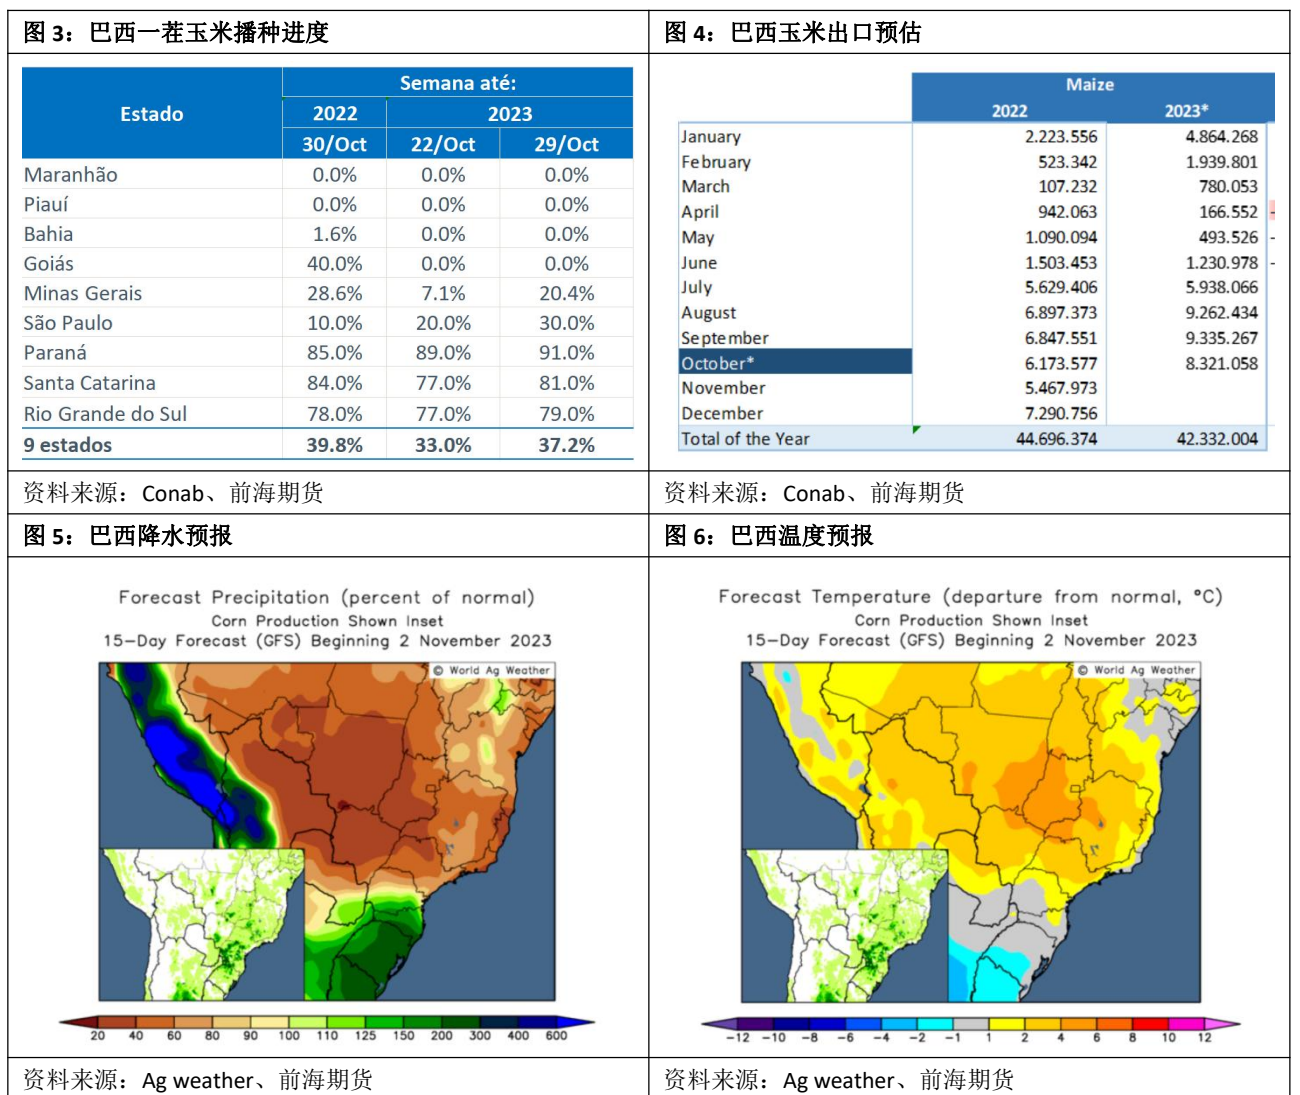 图 3：巴西一茬玉米播种进度
Estado Semana até:
2022 2023
30/Oct 22/Oct 29/Oct
Maranhão 0.0% 0.0% 0.0%
Piauí 0.0% 0.0% 0.0%
Bahia 1.6% 0.0% 0.0%
Goiás 40.0% 0.0% 0.0%
Minas Gerais 28.6% 7.1% 20.4%
São Paulo 10.0% 20.0% 30.0%
Paraná 85.0% 89.0% 91.0%
Santa Catarina 84.0% 77.0% 81.0%
Rio Grande do Sul 78.0% 77.0% 79.0%
9 estados 39.8% 33.0% 37.2%
资料来源：Conab、前海期货
图 4：巴西玉米出口预估
Maize
2022 2023*
January 2.223.556 4.864.268
February 523.342 1.939.801
March 107.232 780.053
April 942.063 166.552 -
May 1.090.094 493.526 -
June 1.503.453 1.230.978 -
July 5.629.406 5.938.066
August 6.897.373 9.262.434
September 6.847.551 9.335.267
October* 6.173.577 8.321.058
November 5.467.973
December 7.290.756
Total of the Year 44.696.374 42.332.004
资料来源：Conab、前海期货
图 5：巴西降水预报
Forecast Precipitation (percent of normal)
Corn Production Shown Inset
15-Day Forecast (GFS) Beginning 2 November 2023
© World Ag Weather
20 40 60 80 90 100 110 125 150 200 300 400 600
资料来源：Ag weather、前海期货
图 6：巴西温度预报
Forecast Temperature (departure from normal, °C)
Corn Production Shown Inset
15-Day Forecast (GFS) Beginning 2 November 2023
© World Ag Weather
-12 -10 -8 -6 -4 -2 -1 1 2 4 6 8 10 12
资料来源：Ag weather、前海期货